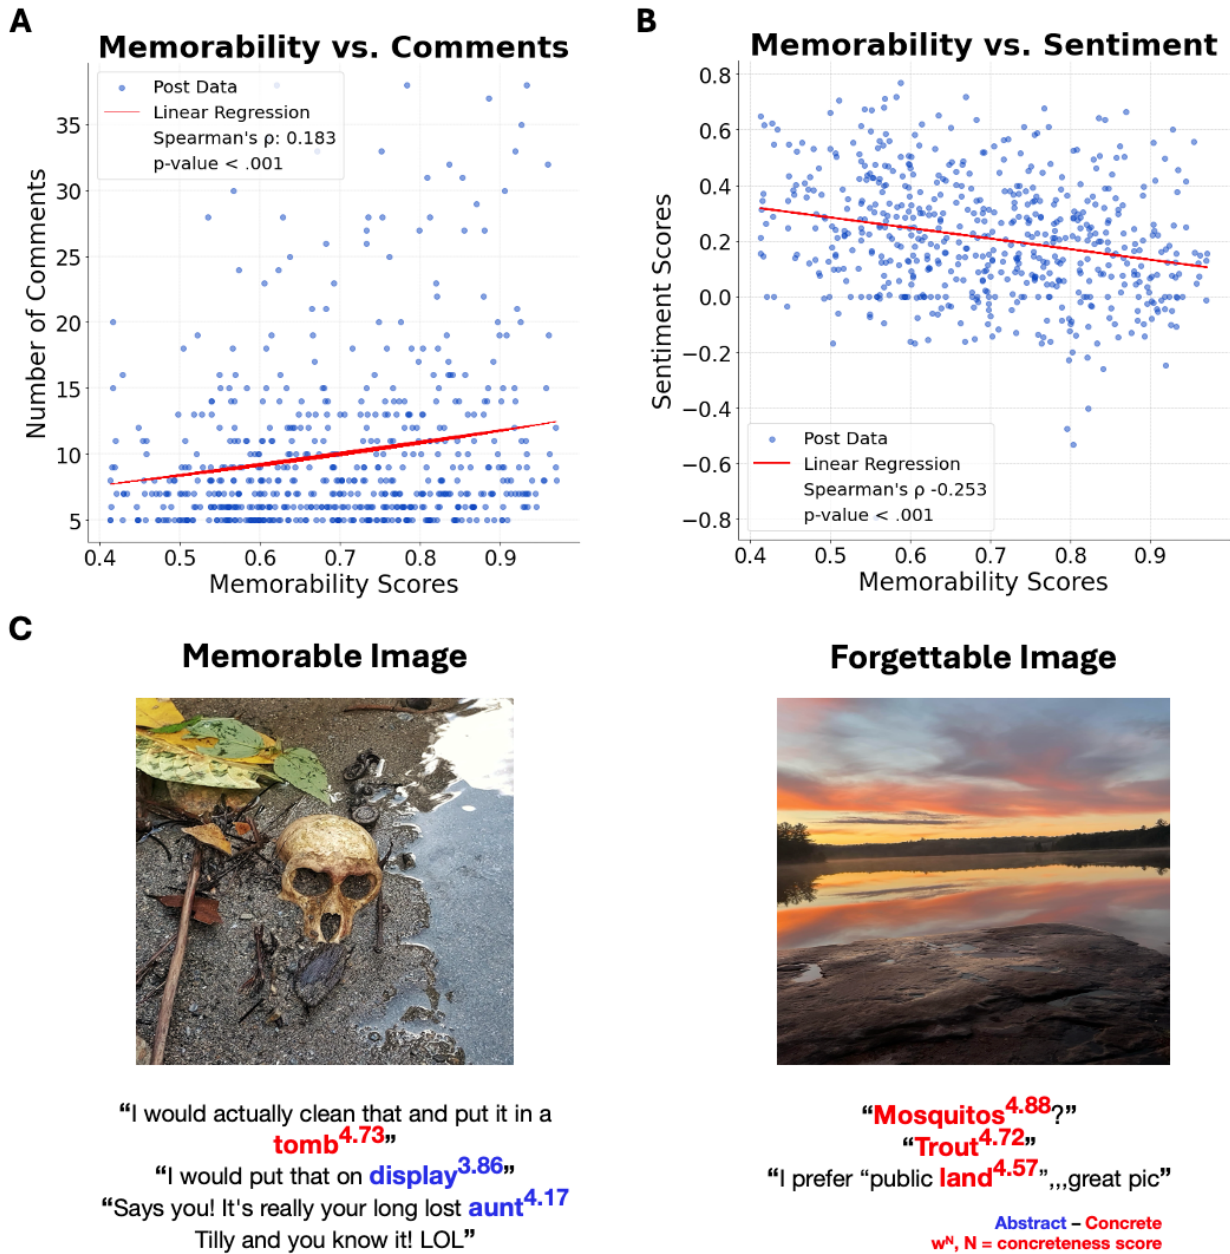 A
Memorability vs. Comments
Post Data
Linear Regression
Spearman's ρ: 0.183
p-value < .001
Number of Comments
35
30
25
20
15
10
5
0.4 0.5 0.6 0.7 0.8 0.9
Memorability Scores
B
Memorability vs. Sentiment
Sentiment Scores
0.8
0.6
0.4
0.2
0.0
−0.2
−0.4
−0.6
−0.8
Post Data
Linear Regression
Spearman's ρ -0.253
p-value < .001
0.4 0.5 0.6 0.7 0.8 0.9
Memorability Scores
C
Memorable Image
“I would actually clean that and put it in a
tomb4.73”
“I would put that on display3.86”
“Says you! It's really your long lost aunt4.17
Tilly and you know it! LOL”
Forgettable Image
“Mosquitos4.88?”
“Trout4.72”
“I prefer “public land4.57”,,,great pic”
Abstract – Concrete
wN, N = concreteness score